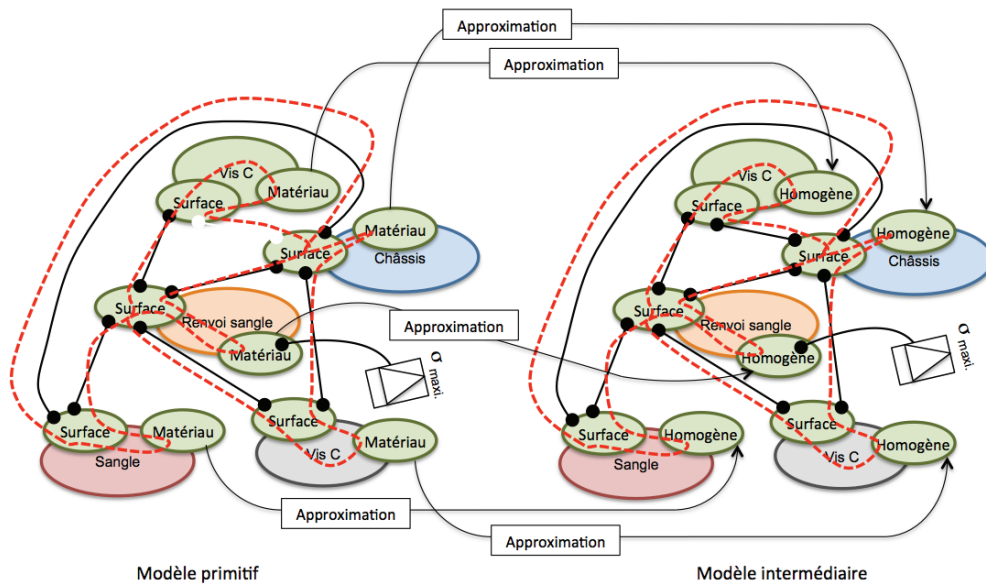 Approximation
Approximation
Vis C
Surface
Matériau
Matériau
Surface
Châssis
Surface
Renvoi sangle
Matériau
Approximation
σ
maxi.
Surface
Matériau
Sangle
Surface
Matériau
Vis C
Vis C
Surface
Homogène
Homogène
Surface
Châssis
Surface
Renvoi sangle
Homogène
σ
maxi.
Surface
Homogène
Sangle
Surface
Homogène
Vis C
Approximation
Approximation
Modèle primitif
Modèle intermédiaire